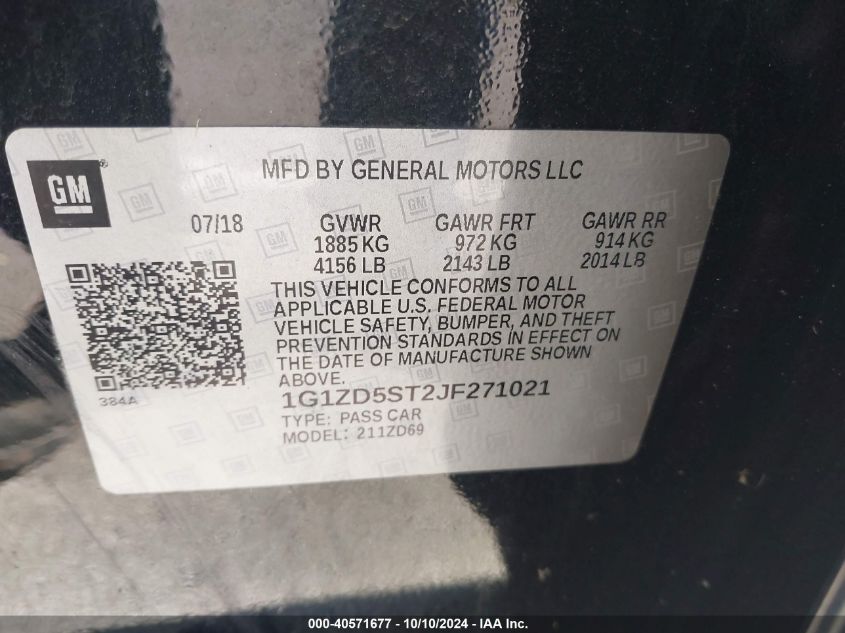 GM
MFD BY GENERAL MOTORS LLC
07/18 GVWR GAWR FRT GAWR RR
1885 KG 972 KG 914 KG
4156 LB 2143 LB 2014 LB
THIS VEHICLE CONFORMS TO ALL
APPLICABLE U.S. FEDERAL MOTOR
VEHICLE SAFETY, BUMPER, AND THEFT
PREVENTION STANDARDS IN EFFECT ON
THE DATE OF MANUFACTURE SHOWN
ABOVE.
384A
1G1ZD5ST2JF271021
TYPE: PASS CAR
MODEL: 211ZD69
000-40571677 - 10/10/2024 - IAA Inc.